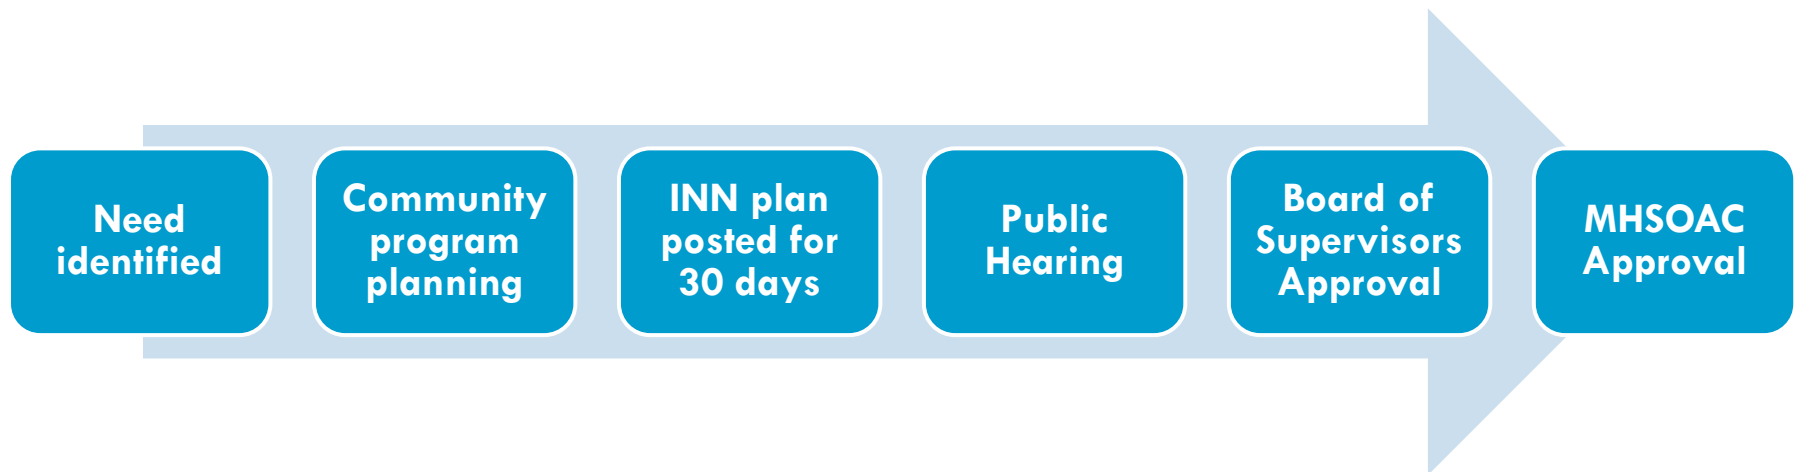 Need
identified
Community
program
planning
INN plan
posted for
30 days
Public
Hearing
Board of
Supervisors
Approval
MHSOAC
Approval